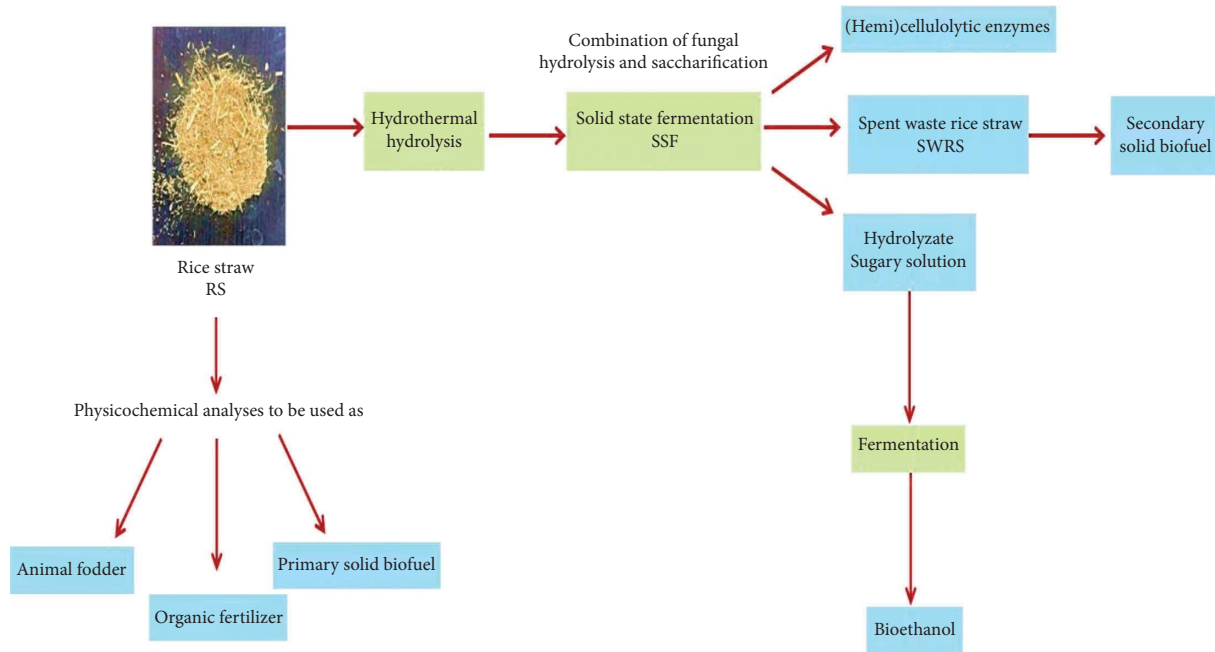 Combination of fungal
hydrolysis and saccharification
(Hemi)cellulolytic enzymes
Hydrothermal
hydrolysis
Solid state fermentation
SSF
Spent waste rice straw
SWRS
Secondary
solid biofuel
Hydrolyzate
Sugary solution
Rice straw
RS
Physicochemical analyses to be used as
Fermentation
Animal fodder
Primary solid biofuel
Organic fertilizer
Bioethanol